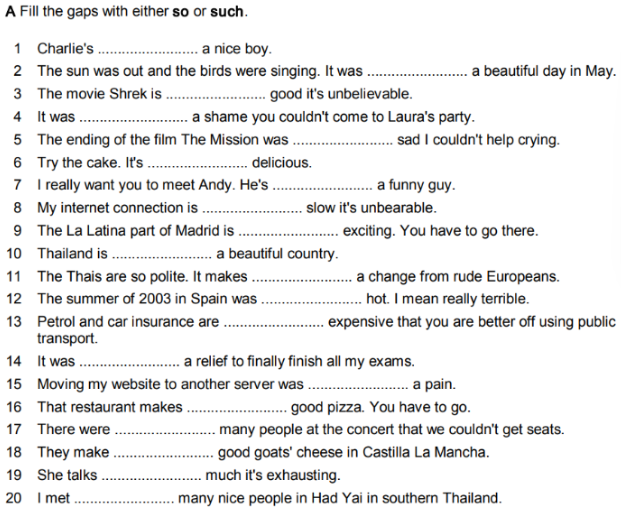 A Fill the gaps with either so or such.
1 Charlie's .......................... a nice boy.
2 The sun was out and the birds were singing. It was .......................... a beautiful day in May.
3 The movie Shrek is .......................... good it's unbelievable.
4 It was ............................ a shame you couldn't come to Laura's party.
5 The ending of the film The Mission was .......................... sad I couldn't help crying.
6 Try the cake. It's .......................... delicious.
7 I really want you to meet Andy. He's .......................... a funny guy.
8 My internet connection is .......................... slow it's unbearable.
9 The La Latina part of Madrid is .......................... exciting. You have to go there.
10 Thailand is .......................... a beautiful country.
11 The Thais are so polite. It makes .......................... a change from rude Europeans.
12 The summer of 2003 in Spain was .......................... hot. I mean really terrible.
13 Petrol and car insurance are .......................... expensive that you are better off using public
transport.
14 It was .......................... a relief to finally finish all my exams.
15 Moving my website to another server was .......................... a pain.
16 That restaurant makes .......................... good pizza. You have to go.
17 There were .......................... many people at the concert that we couldn't get seats.
18 They make .......................... good goats' cheese in Castilla La Mancha.
19 She talks .......................... much it's exhausting.
20 I met .......................... many nice people in Had Yai in southern Thailand.